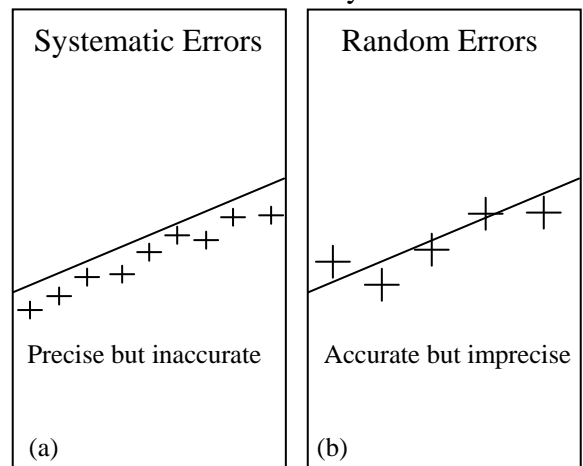 Systematic Errors
Precise but inaccurate
(a)
Random Errors
Accurate but imprecise
(b)